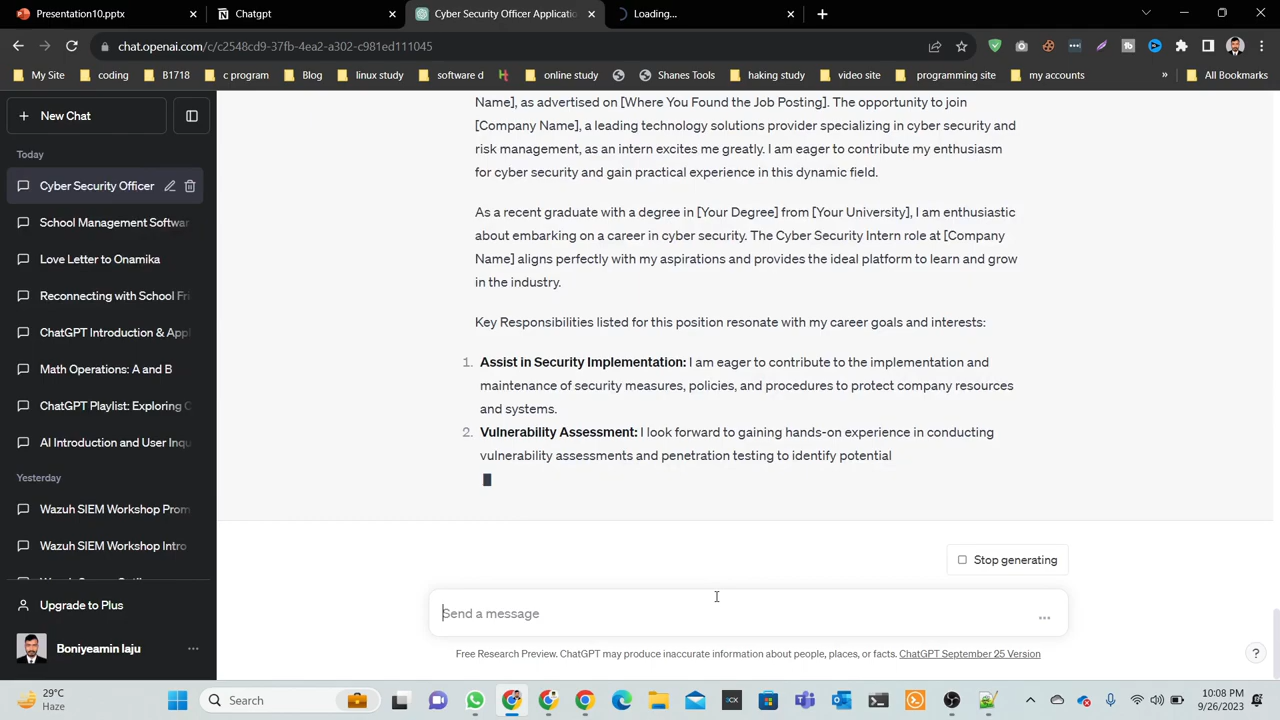 Presentation10.pptx
Chatgpt
Cyber Security Officer Applicatio
Loading...
chat.openai.com/c/c2548cd9-37fb-4ea2-a302-c981ed111045
My Site
coding
B1718
c program
Blog
linux study
software d
online study
Shanes Tools
haking study
video site
programing site
my accounts
»
All Bookmarks
New Chat
Today
Cyber Security Officer
School Management Softwar
Love Letter to Onamika
Reconnecting with School Fri
ChatGPT Introduction & Appl
Math Operations: A and B
ChatGPT Playlist: Exploring C
AI Introduction and User Inqu
Yesterday
Wazuh SIEM Workshop Prom
Wazuh SIEM Workshop Intro
Upgrade to Plus
Boniyeamin laju
Name], as advertised on [Where You Found the Job Posting]. The opportunity to join
[Company Name], a leading technology solutions provider specializing in cyber security and
risk management, as an intern excites me greatly. I am eager to contribute my enthusiasm
for cyber security and gain practical experience in this dynamic field.
As a recent graduate with a degree in [Your Degree] from [Your University], I am enthusiastic
about embarking on a career in cyber security. The Cyber Security Intern role at [Company
Name] aligns perfectly with my aspirations and provides the ideal platform to learn and grow
in the industry.
Key Responsibilities listed for this position resonate with my career goals and interests:
1. Assist in Security Implementation: I am eager to contribute to the implementation and
maintenance of security measures, policies, and procedures to protect company resources
and systems.
2. Vulnerability Assessment: I look forward to gaining hands-on experience in conducting
vulnerability assessments and penetration testing to identify potential
Stop generating
Send a message
Free Research Preview. ChatGPT may produce inaccurate information about people, places, or facts. ChatGPT September 25 Version
?
29°C
Haze
Search
10:08 PM
9/26/2023